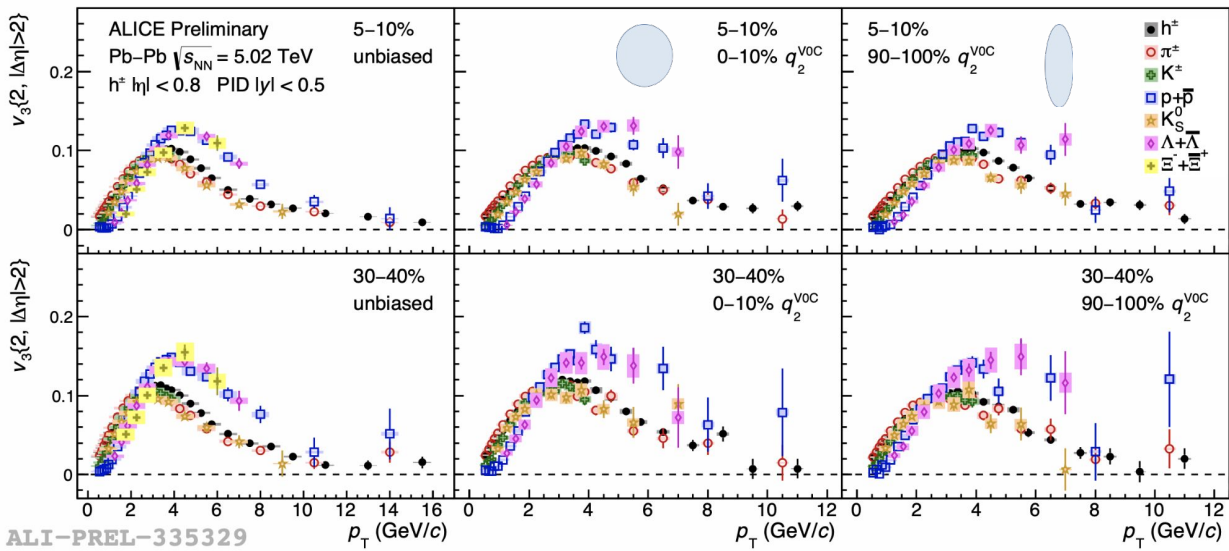 ALICE Preliminary
Pb–Pb √sNN = 5.02 TeV
h± |η| < 0.8 PID |y| < 0.5
5–10%
unbiased
5–10%
0–10% q2V0C
5–10%
90–100% q2V0C
h±
π±
K±
p+p̅
K0S
Λ+Λ̅
Ξ-+Ξ̅+
v3{2, |Δη|>2}
0.2
0.1
0
30–40%
unbiased
30–40%
0–10% q2V0C
30–40%
90–100% q2V0C
v3{2, |Δη|>2}
0.2
0.1
0
0 2 4 6 8 10 12 14 16
0 2 4 6 8 10 12
0 2 4 6 8 10 12
pT (GeV/c)
pT (GeV/c)
pT (GeV/c)
ALI-PREL-335329